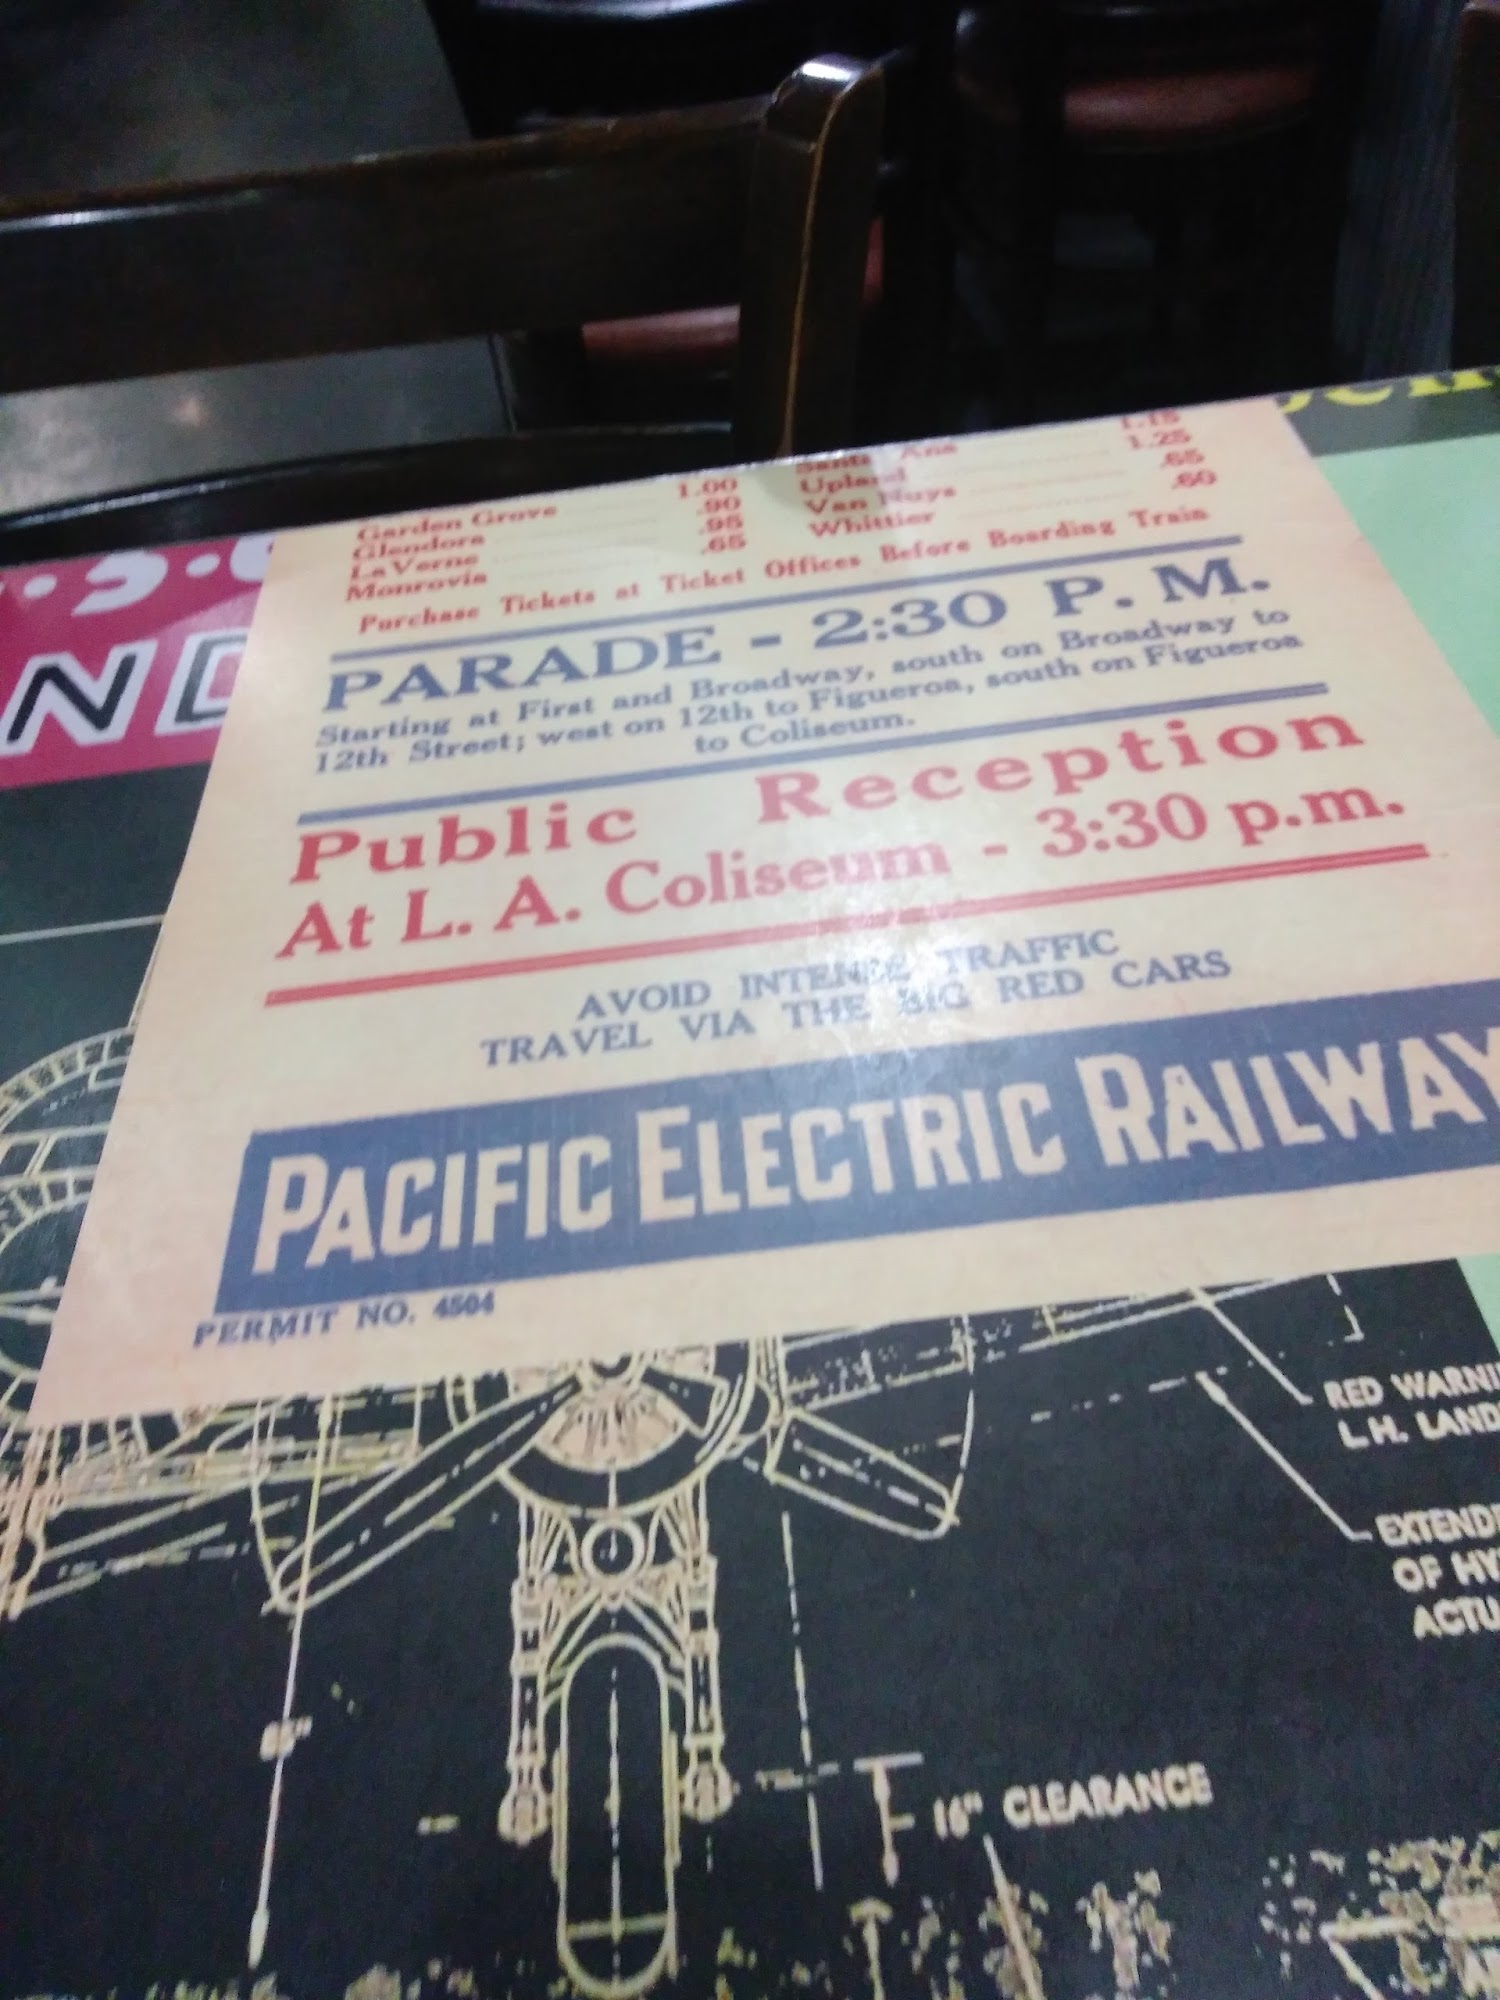 1.15
Garden Grove 1.00 Santa Ana 1.25
Glendora .90 Upland .65
La Verne .95 Van Nuys .60
Monrovia .65 Whittier
Purchase Tickets at Ticket Offices Before Boarding Train
PARADE - 2:30 P. M.
Starting at First and Broadway, south on Broadway to
12th Street; west on 12th to Figueroa, south on Figueroa
to Coliseum.
Public Reception
At L. A. Coliseum - 3:30 p.m.
AVOID INTENSE TRAFFIC
TRAVEL VIA THE BIG RED CARS
PACIFIC ELECTRIC RAILWAY
PERMIT NO. 4504
RED WARNI
L.H. LAND
EXTENDE
OF HY
ACTU
16" CLEARANCE